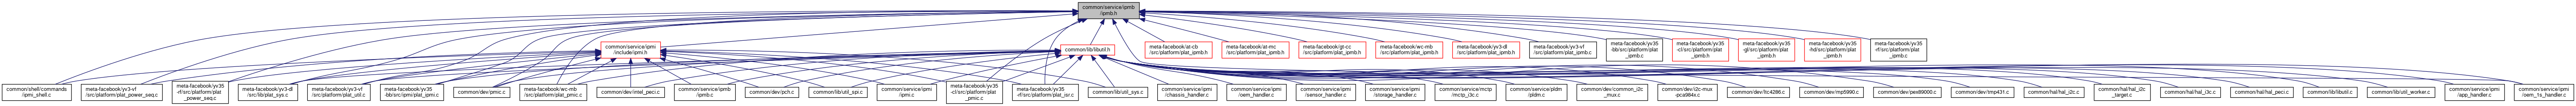 common/service/ipmb
/ipmb.h
common/service/ipmi
/include/ipmi.h
common/lib/libutil.h
meta-facebook/at-cb
/src/platform/plat_ipmb.h
meta-facebook/at-mc
/src/platform/plat_ipmb.h
meta-facebook/gt-cc
/src/platform/plat_ipmb.h
meta-facebook/wc-mb
/src/platform/plat_ipmb.h
meta-facebook/yv3-dl
/src/platform/plat_ipmb.h
meta-facebook/yv3-vf
/src/platform/plat_ipmb.c
meta-facebook/yv35
-bb/src/platform/plat
_ipmb.c
meta-facebook/yv35
-cl/src/platform/plat
_ipmb.h
meta-facebook/yv35
-gl/src/platform/plat
_ipmb.h
meta-facebook/yv35
-hd/src/platform/plat
_ipmb.h
meta-facebook/yv35
-rf/src/platform/plat
_ipmb.c
common/shell/commands
/ipmi_shell.c
meta-facebook/yv3-vf
/src/platform/plat_power_seq.c
meta-facebook/yv35
-rf/src/platform/plat
_power_seq.c
meta-facebook/yv3-dl
/src/lib/plat_sys.c
meta-facebook/yv3-vf
/src/platform/plat_util.c
meta-facebook/yv35
-bb/src/ipmi/plat_ipmi.c
common/dev/pmic.c
meta-facebook/wc-mb
/src/platform/plat_pmic.c
common/dev/intel_peci.c
common/service/ipmb
/ipmb.c
common/dev/pch.c
common/lib/util_spi.c
common/service/ipmi
/ipmi.c
meta-facebook/yv35
-cl/src/platform/plat
_pmic.c
meta-facebook/yv35
-rf/src/platform/plat_isr.c
common/lib/util_sys.c
common/service/ipmi
/chassis_handler.c
common/service/ipmi
/oem_handler.c
common/service/ipmi
/sensor_handler.c
common/service/ipmi
/storage_handler.c
common/service/mctp
/mctp_i3c.c
common/service/pldm
/pldm.c
common/dev/common_i2c
_mux.c
common/dev/i2c-mux
-pca984x.c
common/dev/ltc4286.c
common/dev/mp5990.c
common/dev/pex89000.c
common/dev/tmp431.c
common/hal/hal_i2c.c
common/hal/hal_i2c
_target.c
common/hal/hal_i3c.c
common/hal/hal_peci.c
common/lib/libutil.c
common/lib/util_worker.c
common/service/ipmi
/app_handler.c
common/service/ipmi
/oem_1s_handler.c